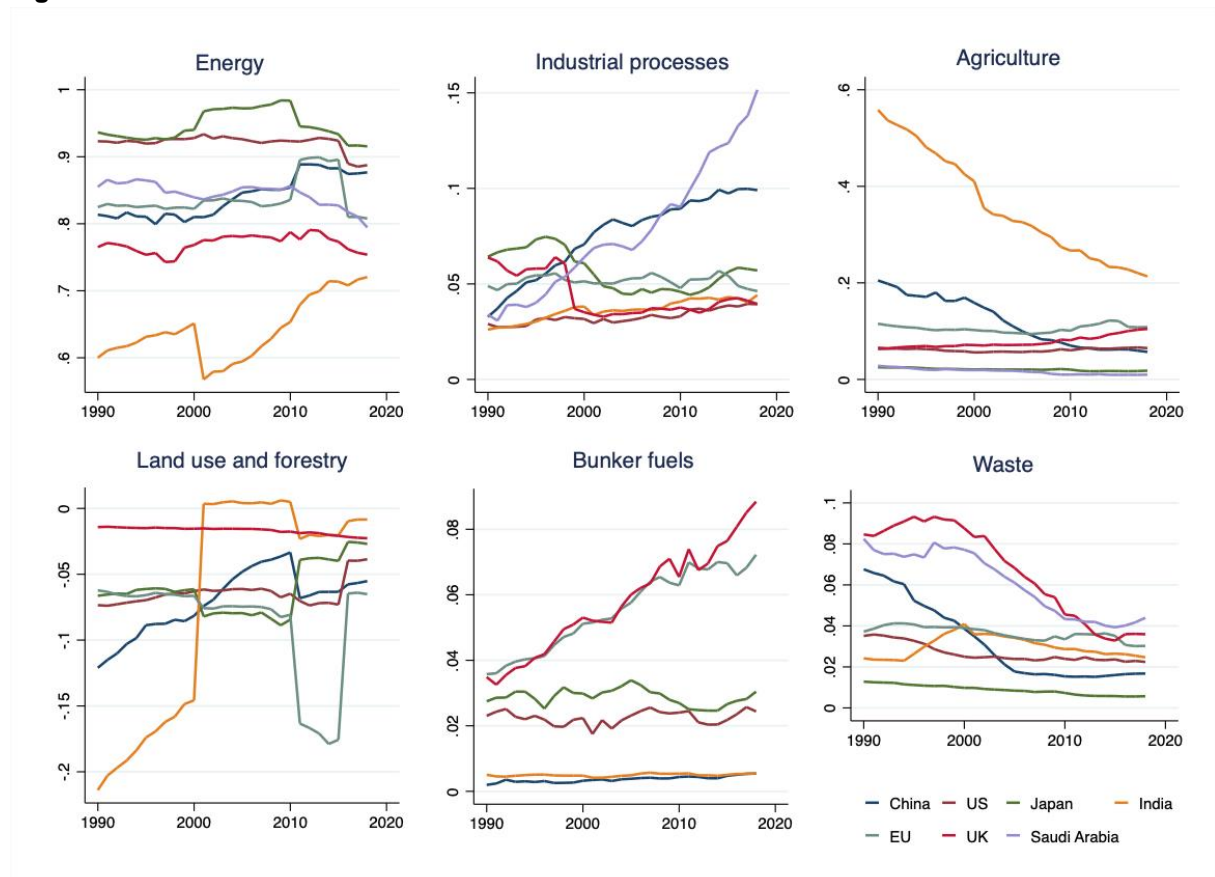 Energy
1
.9
.8
.7
.6
1990 2000 2010 2020
Industrial processes
.15
.1
.05
0
1990 2000 2010 2020
Agriculture
.6
.4
.2
0
1990 2000 2010 2020
Land use and forestry
0
-.05
-.1
-.15
-.2
1990 2000 2010 2020
Bunker fuels
.08
.06
.04
.02
0
1990 2000 2010 2020
Waste
.1
.08
.06
.04
.02
0
1990 2000 2010 2020
China US Japan India
EU UK Saudi Arabia